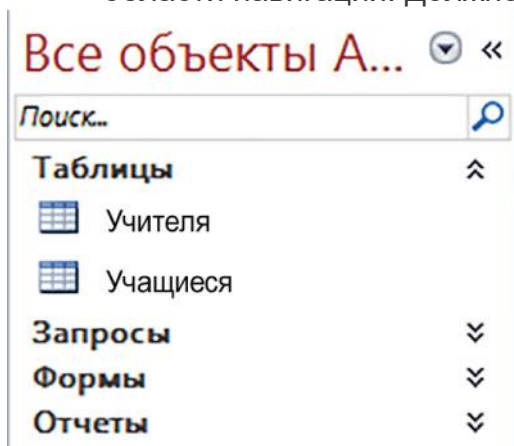 Все объекты A... «
Поиск...
Таблицы
Учителя
Учащиеся
Запросы
Формы
Отчеты